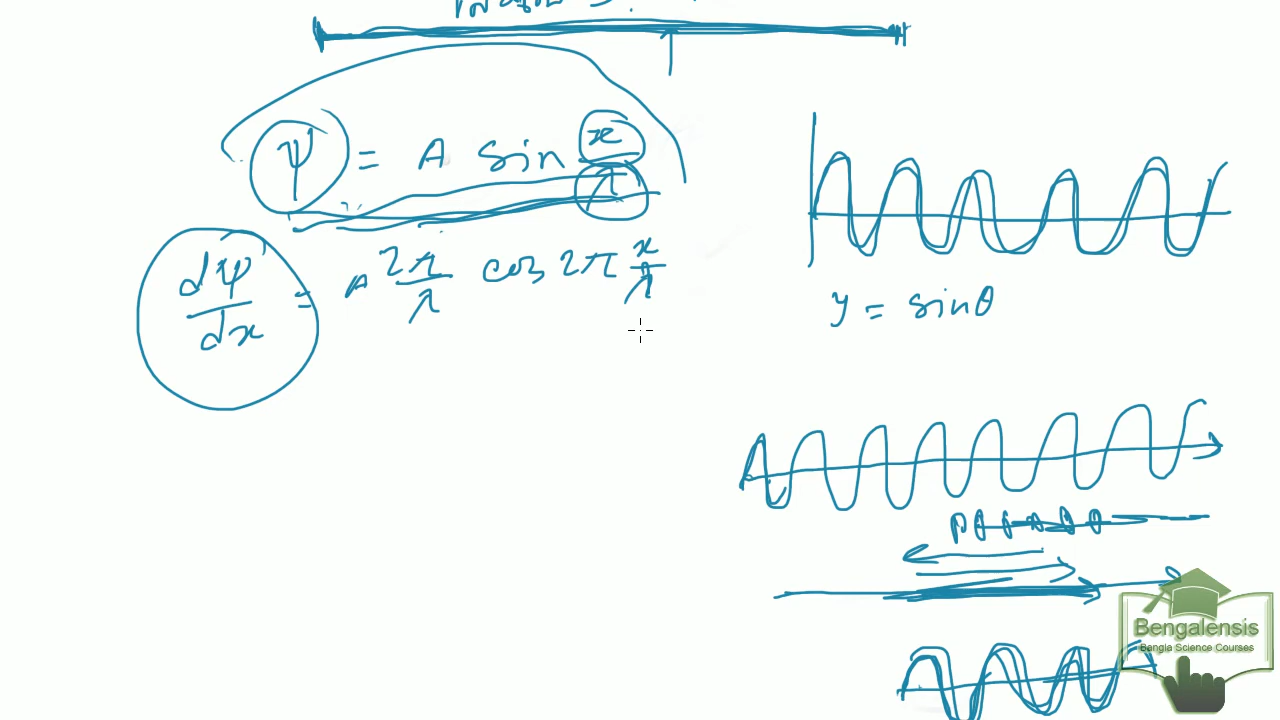 ψ = A sin x/λ
dψ/dx = A 2π/λ cos 2π x/λ
y = sinθ
Bengalensis
Bangla Science Courses